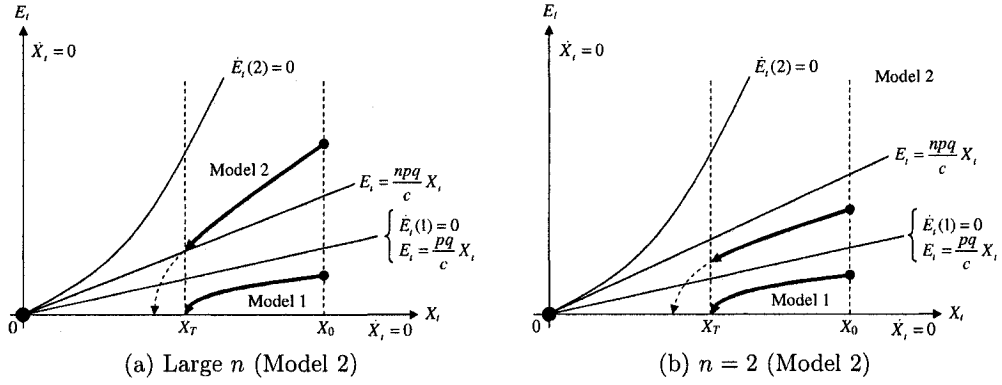 E_t
Ẋ_t = 0
Ė_t(2) = 0
Model 2
E_t = npq/c X_t
Ė_t(1) = 0
E_t = pq/c X_t
Model 1
0
X_T
X_0
Ẋ_t = 0
X_t
(a) Large n (Model 2)
E_t
Ẋ_t = 0
Ė_t(2) = 0
Model 2
E_t = npq/c X_t
Ė_t(1) = 0
E_t = pq/c X_t
Model 1
0
X_T
X_0
Ẋ_t = 0
X_t
(b) n = 2 (Model 2)